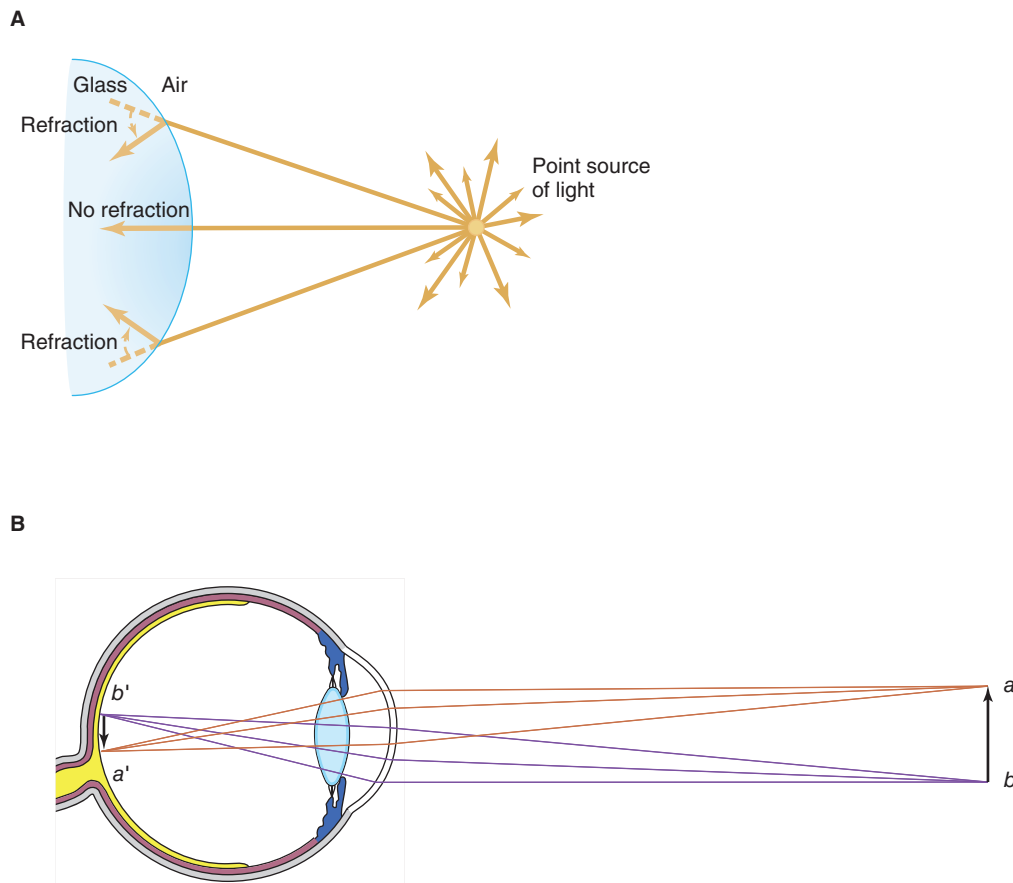 A
Glass Air
Refraction
Point source
of light
No refraction
Refraction
B
b'
a
a'
b